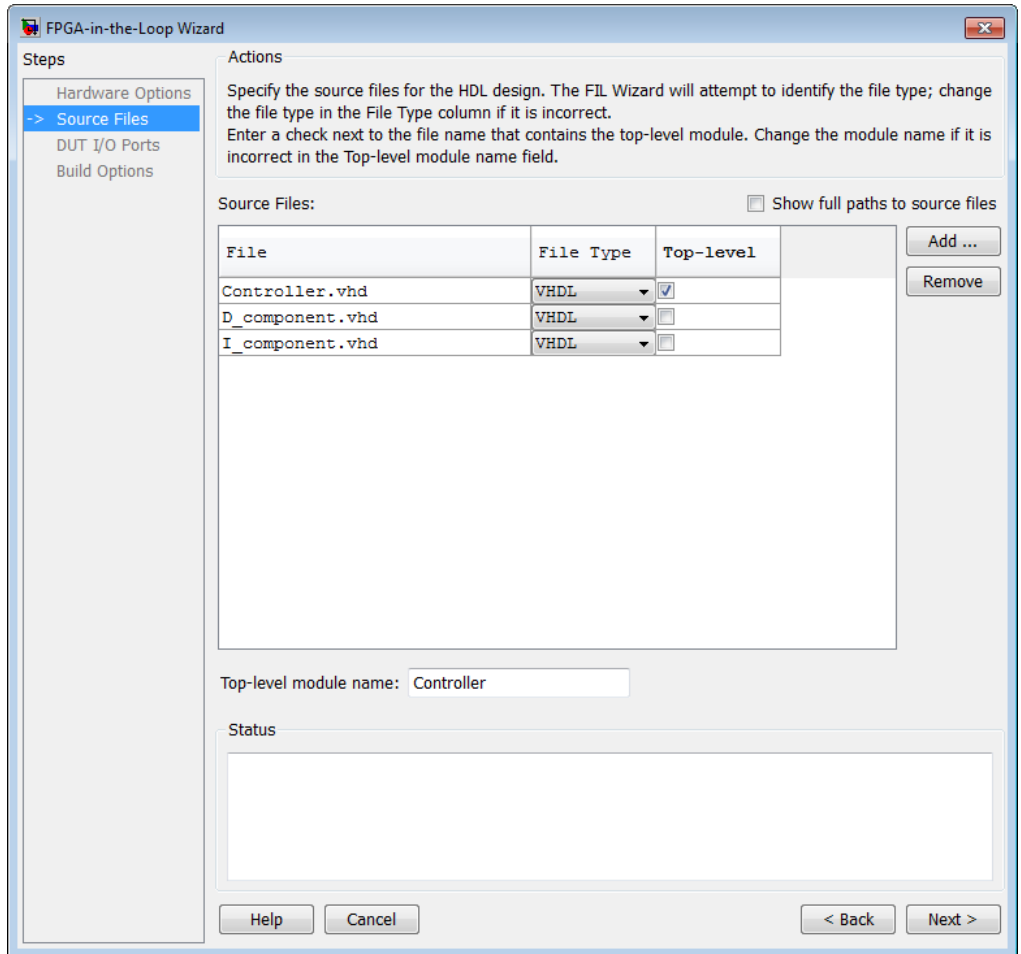 FPGA-in-the-Loop Wizard
Steps
Hardware Options
-> Source Files
DUT I/O Ports
Build Options
Actions
Specify the source files for the HDL design. The FIL Wizard will attempt to identify the file type; change
the file type in the File Type column if it is incorrect.
Enter a check next to the file name that contains the top-level module. Change the module name if it is
incorrect in the Top-level module name field.
Source Files:
Show full paths to source files
File File Type Top-level
Controller.vhd VHDL
D_component.vhd VHDL
I_component.vhd VHDL
Add ...
Remove
Top-level module name: Controller
Status
Help Cancel < Back Next >